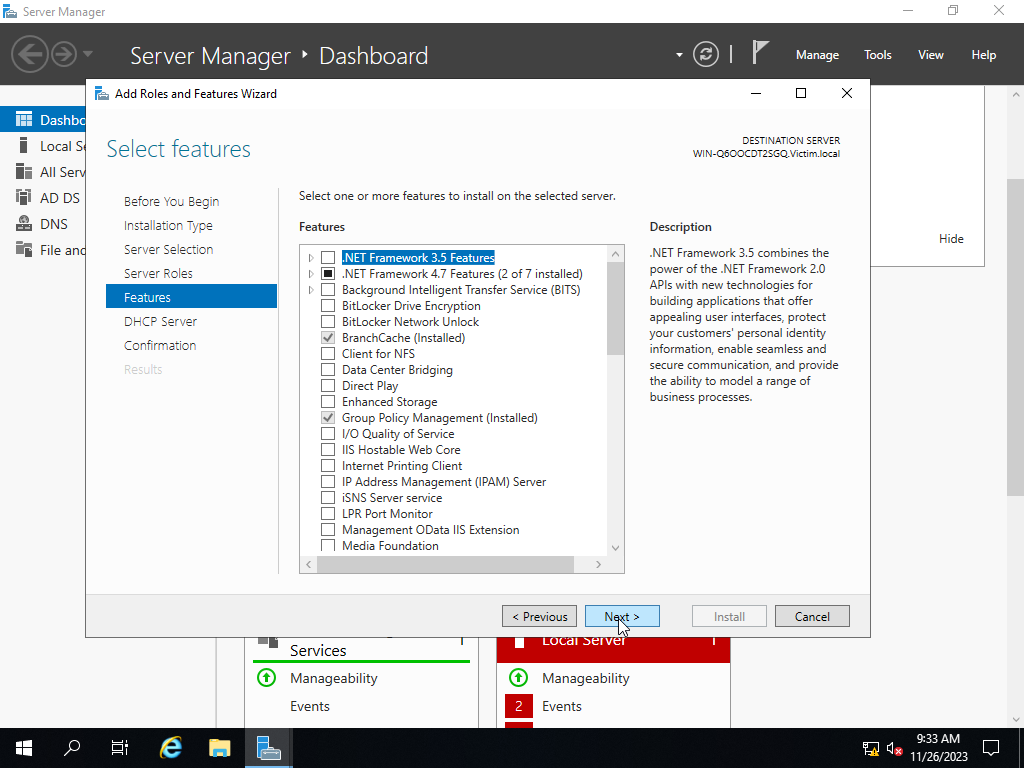 Server Manager
Server Manager • Dashboard
Manage Tools View Help
Dashbo
Local Se
All Serv
AD DS
DNS
File and
Add Roles and Features Wizard
Select features
DESTINATION SERVER
WIN-Q6OOCDT2SGQ.Victim.local
Before You Begin
Installation Type
Server Selection
Server Roles
Features
DHCP Server
Confirmation
Results
Select one or more features to install on the selected server.
Features
.NET Framework 3.5 Features
.NET Framework 4.7 Features (2 of 7 installed)
Background Intelligent Transfer Service (BITS)
BitLocker Drive Encryption
BitLocker Network Unlock
BranchCache (Installed)
Client for NFS
Data Center Bridging
Direct Play
Enhanced Storage
Group Policy Management (Installed)
I/O Quality of Service
IIS Hostable Web Core
Internet Printing Client
IP Address Management (IPAM) Server
iSNS Server service
LPR Port Monitor
Management OData IIS Extension
Media Foundation
Description
.NET Framework 3.5 combines the
power of the .NET Framework 2.0
APIs with new technologies for
building applications that offer
appealing user interfaces, protect
your customers' personal identity
information, enable seamless and
secure communication, and provide
the ability to model a range of
business processes.
Hide
< Previous
Next >
Install
Cancel
Services
1
Manageability
Events
Local Server
1
Manageability
2 Events
9:33 AM
11/26/2023